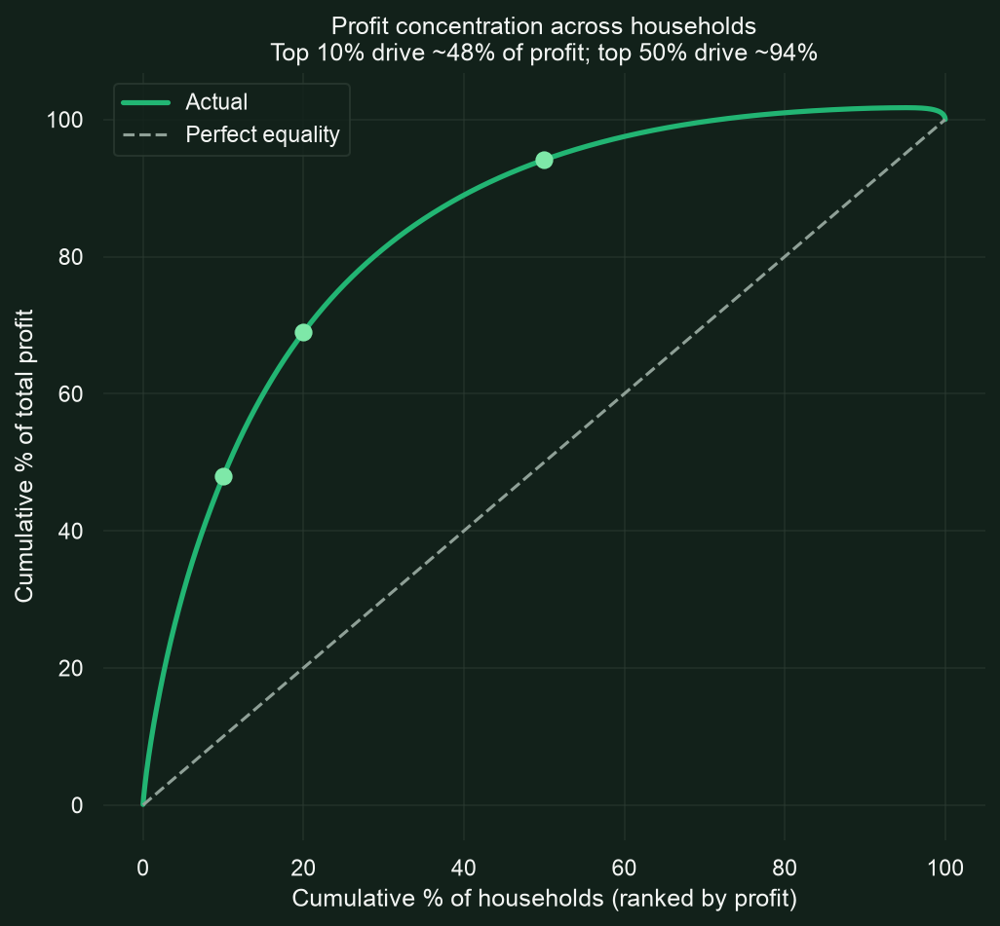 Profit concentration across households
Top 10% drive ~48% of profit; top 50% drive ~94%
Actual
Perfect equality
Cumulative % of total profit
100
80
60
40
20
0
0 20 40 60 80 100
Cumulative % of households (ranked by profit)